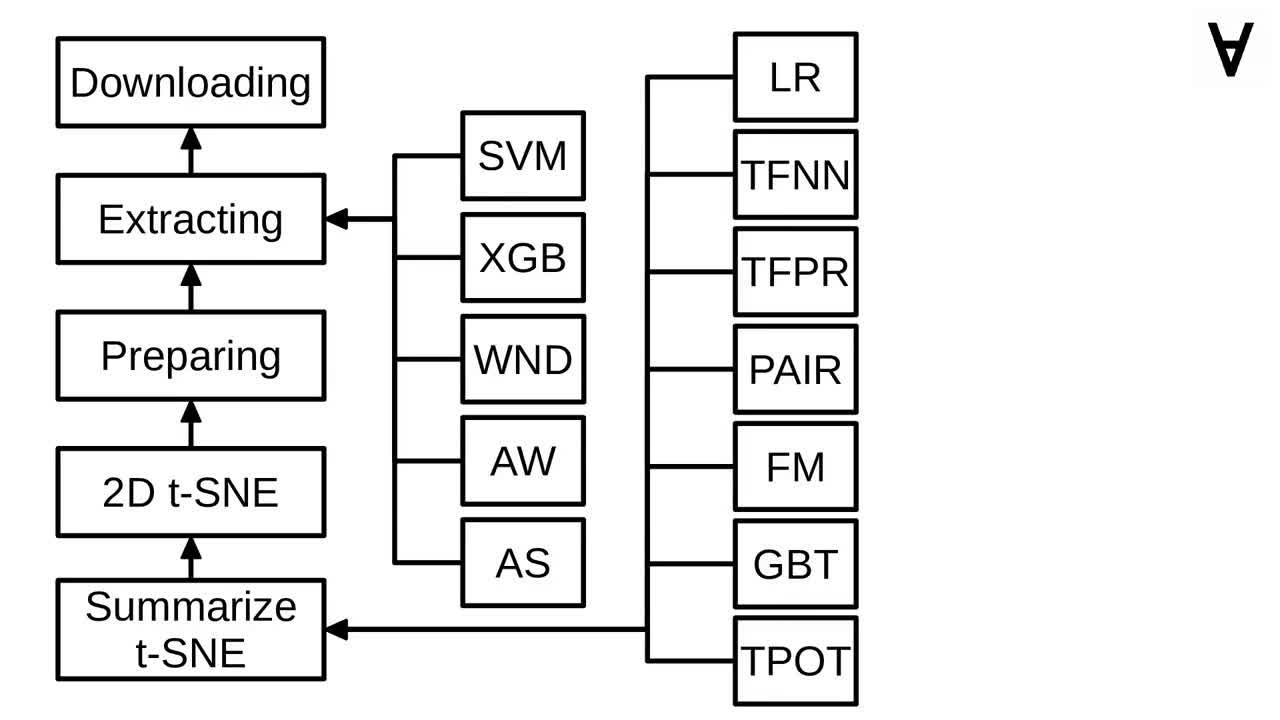 Downloading
Extracting
Preparing
2D t-SNE
Summarize
t-SNE
SVM
XGB
WND
AW
AS
LR
TFNN
TFPR
PAIR
FM
GBT
TPOT
∀